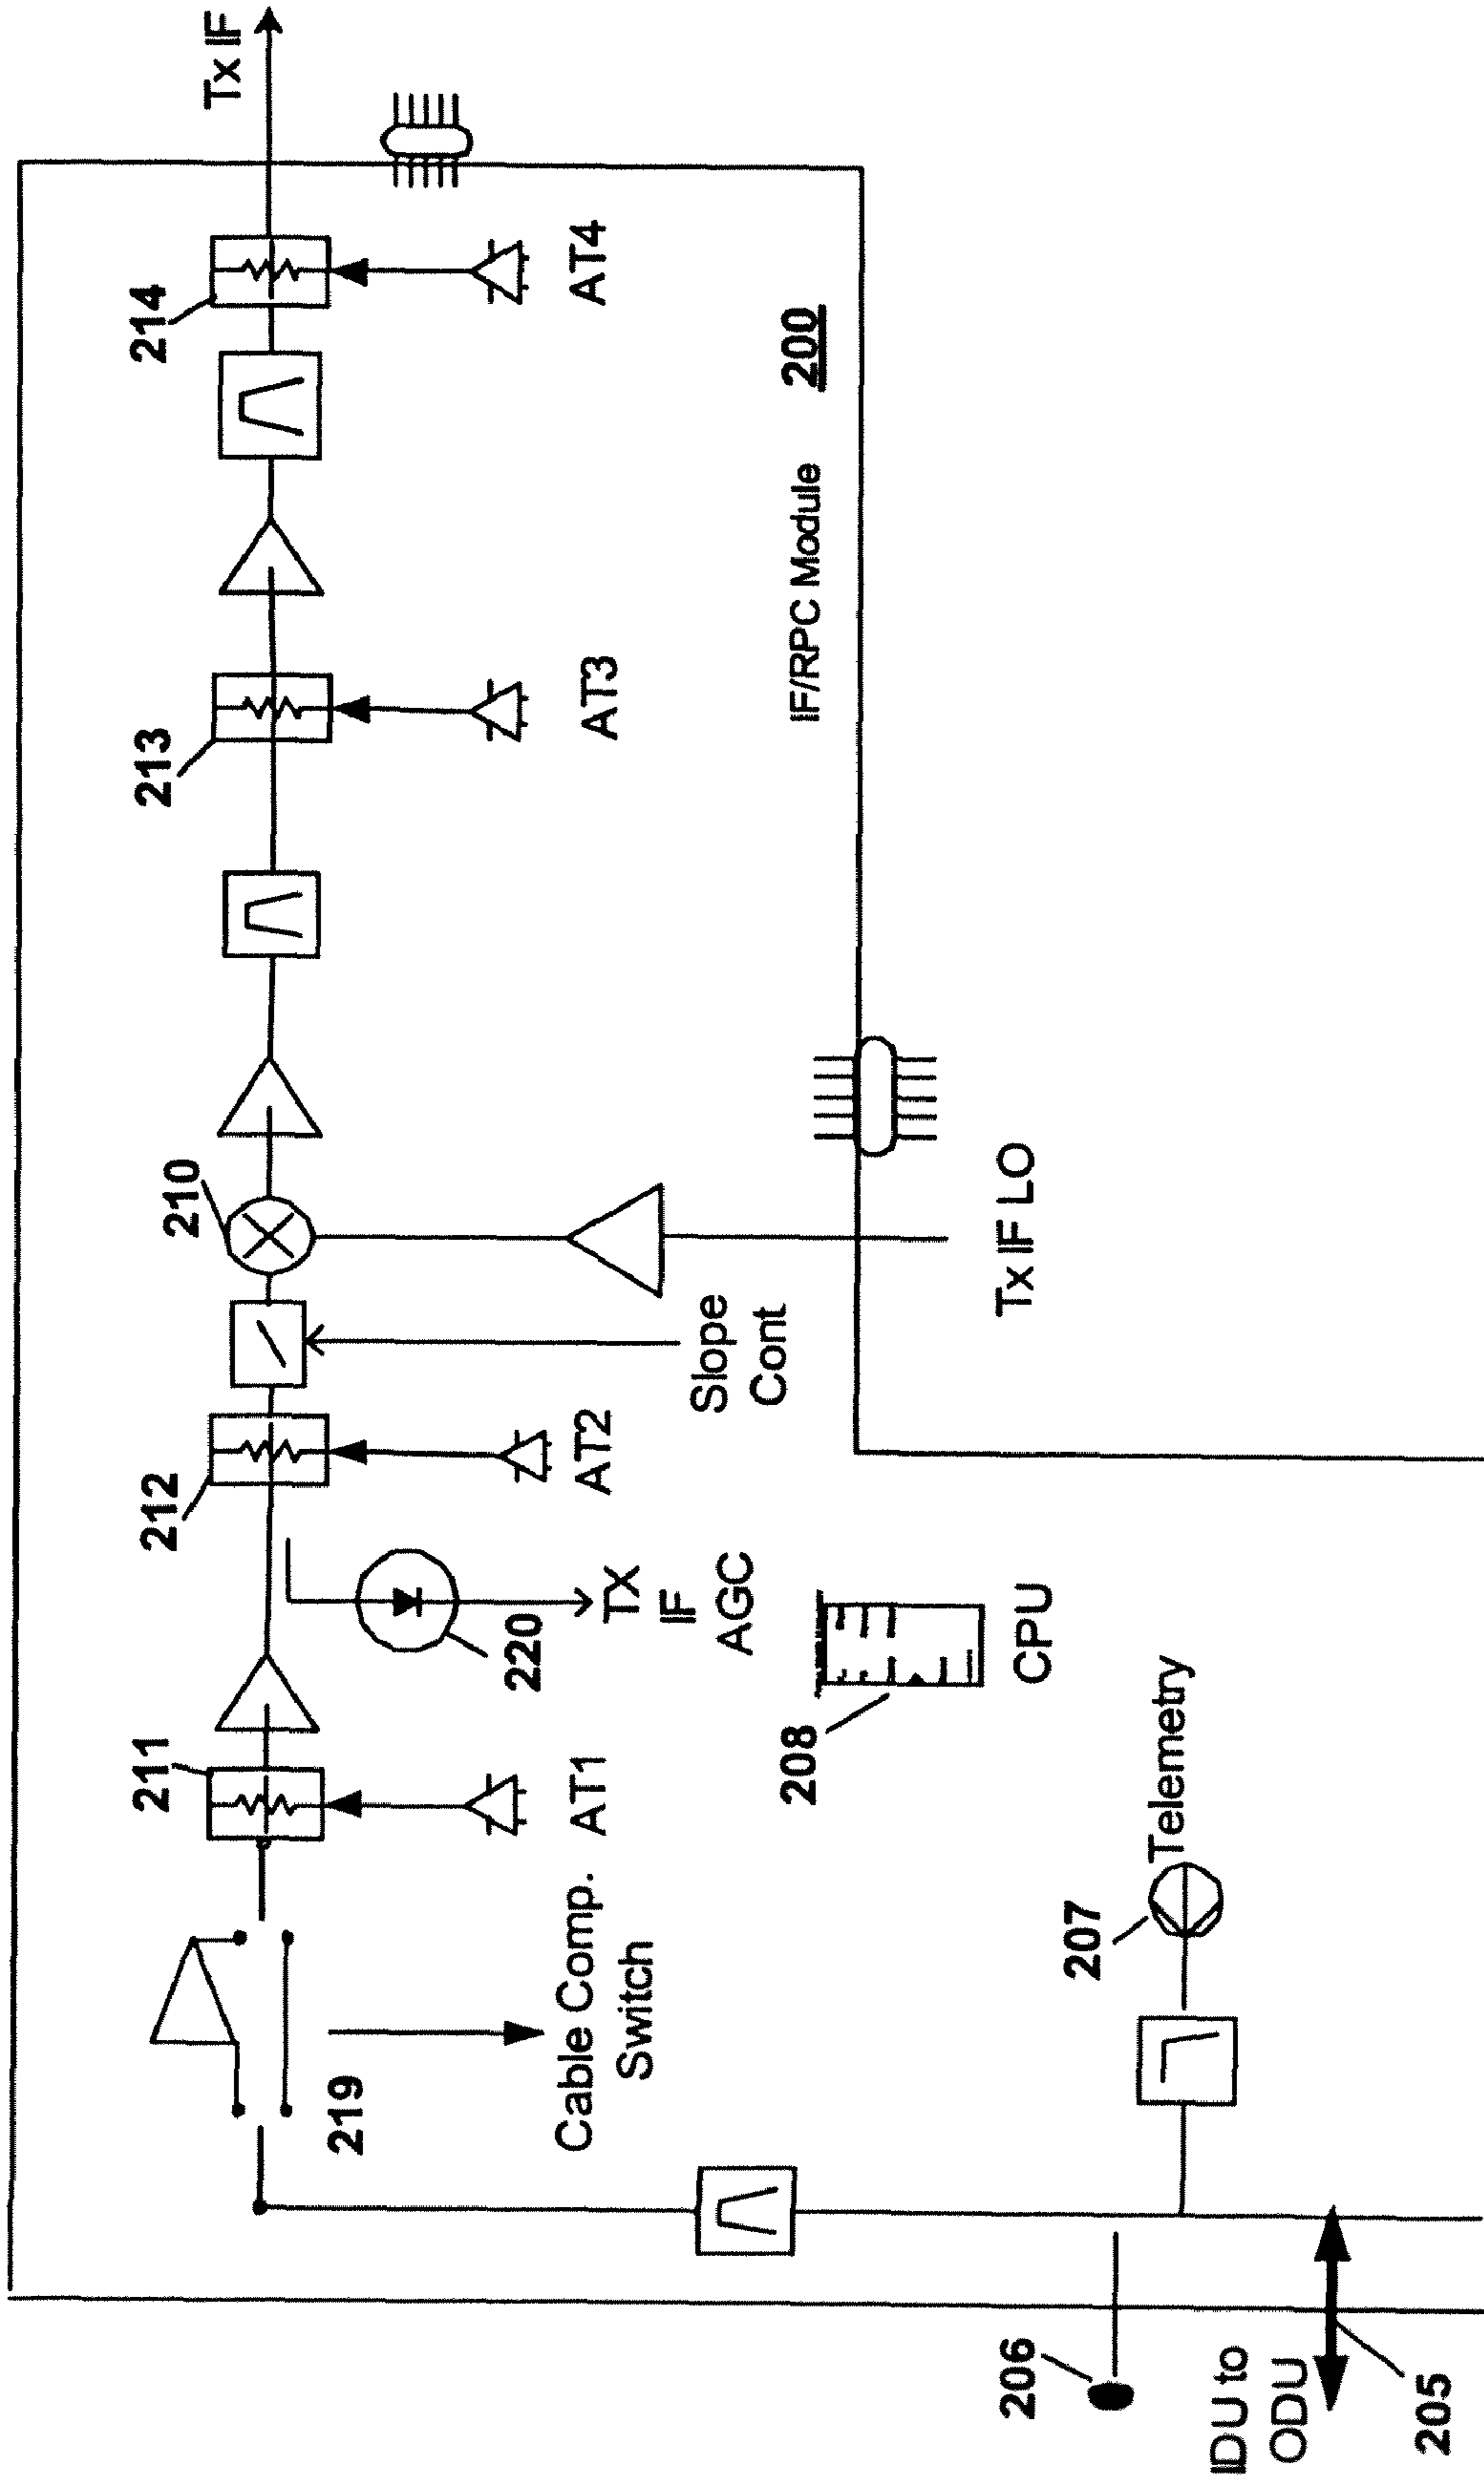 Tx IF
214
AT4
200
IF/RPC Module
213
AT3
210
Tx IF LO
Slope
Cont
212
AT2
220
TX
IF
AGC
208
CPU
211
AT1
Telemetry
207
219
Cable Comp.
Switch
206
IDU to
ODU
205